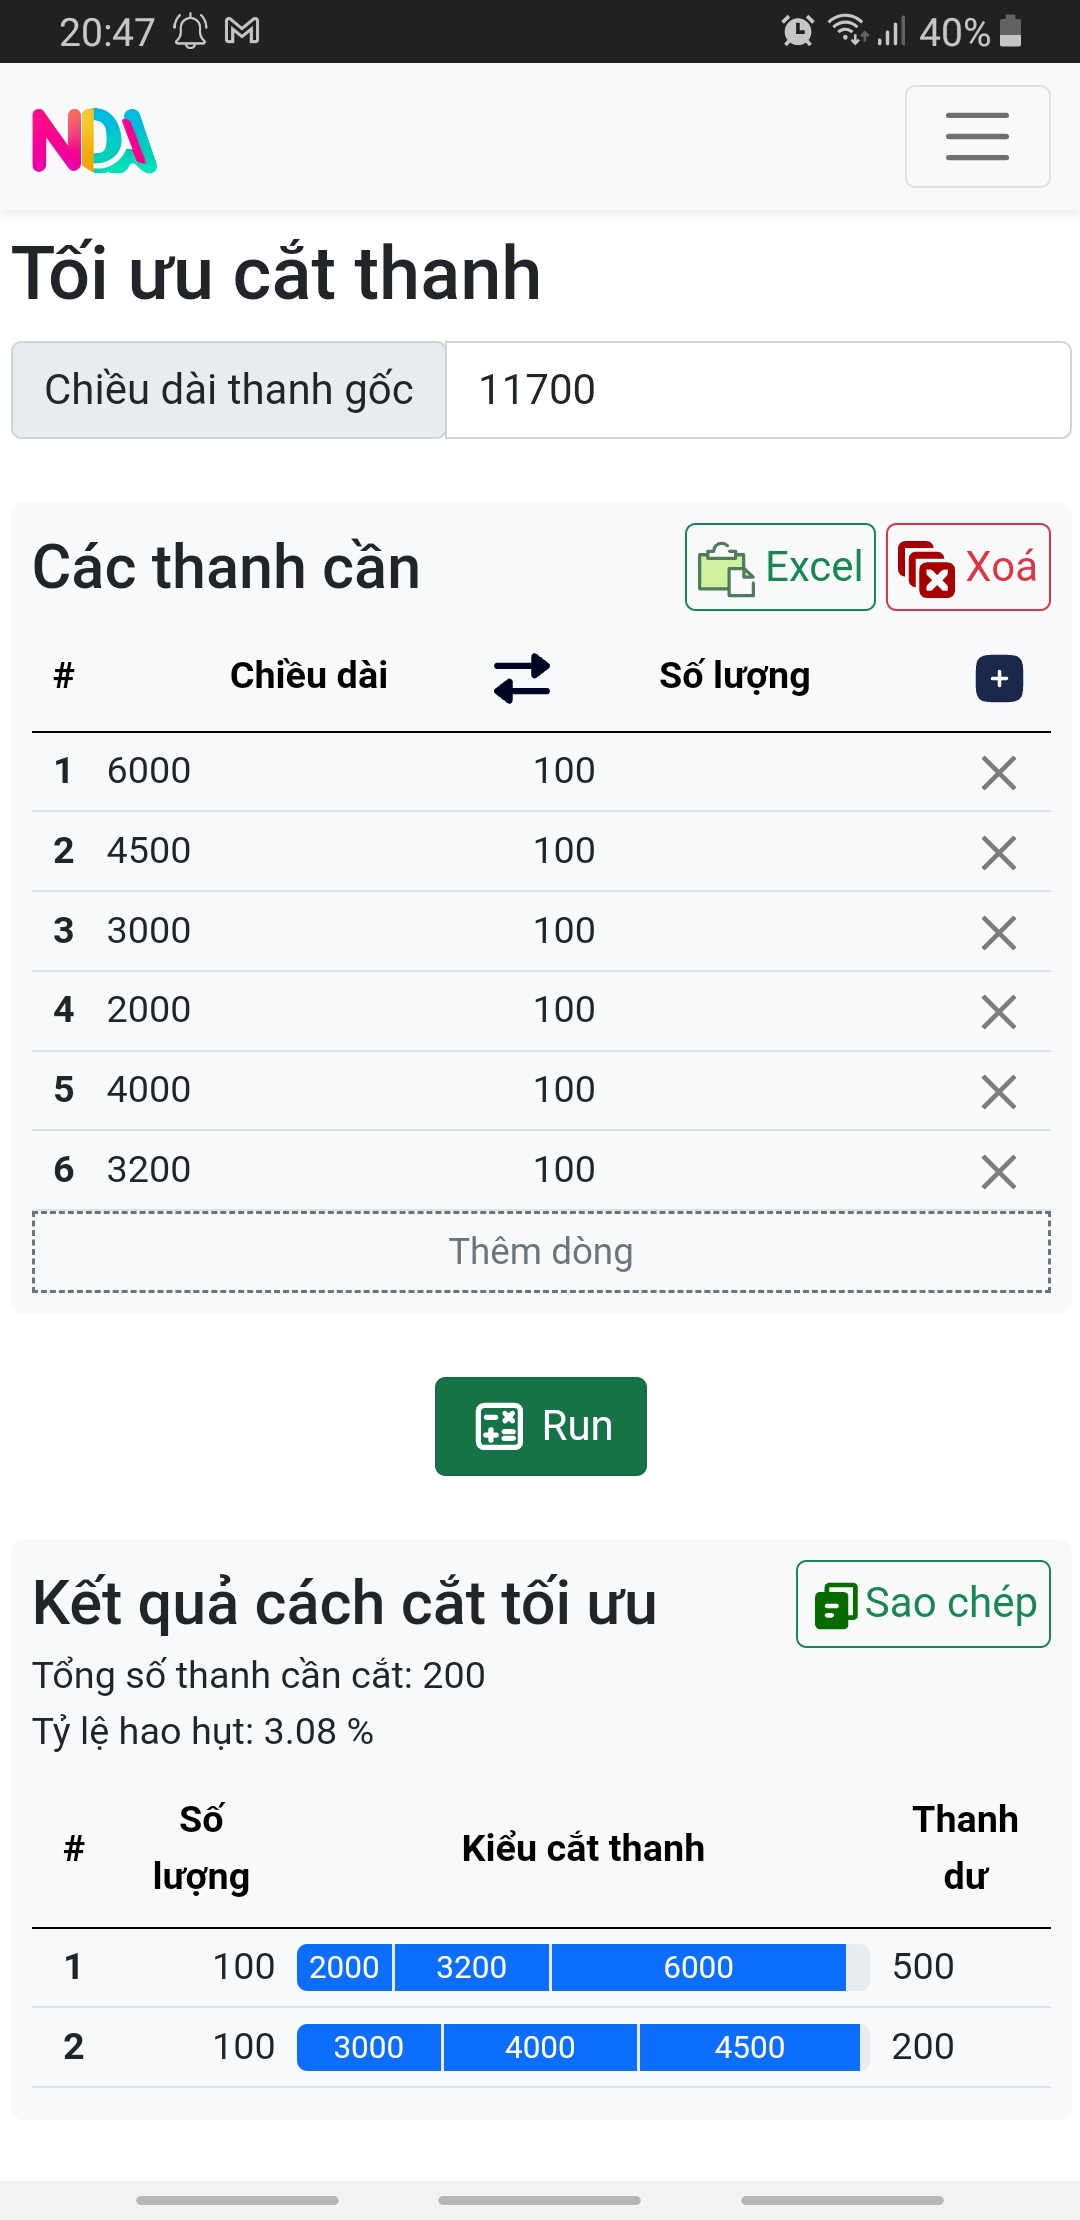 20:47 40%
NDA
Tối ưu cắt thanh
Chiều dài thanh gốc 11700
Các thanh cần Excel Xoá
# Chiều dài Số lượng
1 6000 100
2 4500 100
3 3000 100
4 2000 100
5 4000 100
6 3200 100
Thêm dòng
Run
Kết quả cách cắt tối ưu Sao chép
Tổng số thanh cần cắt: 200
Tỷ lệ hao hụt: 3.08 %
# Số lượng Kiểu cắt thanh Thanh dư
1 100 2000 3200 6000 500
2 100 3000 4000 4500 200